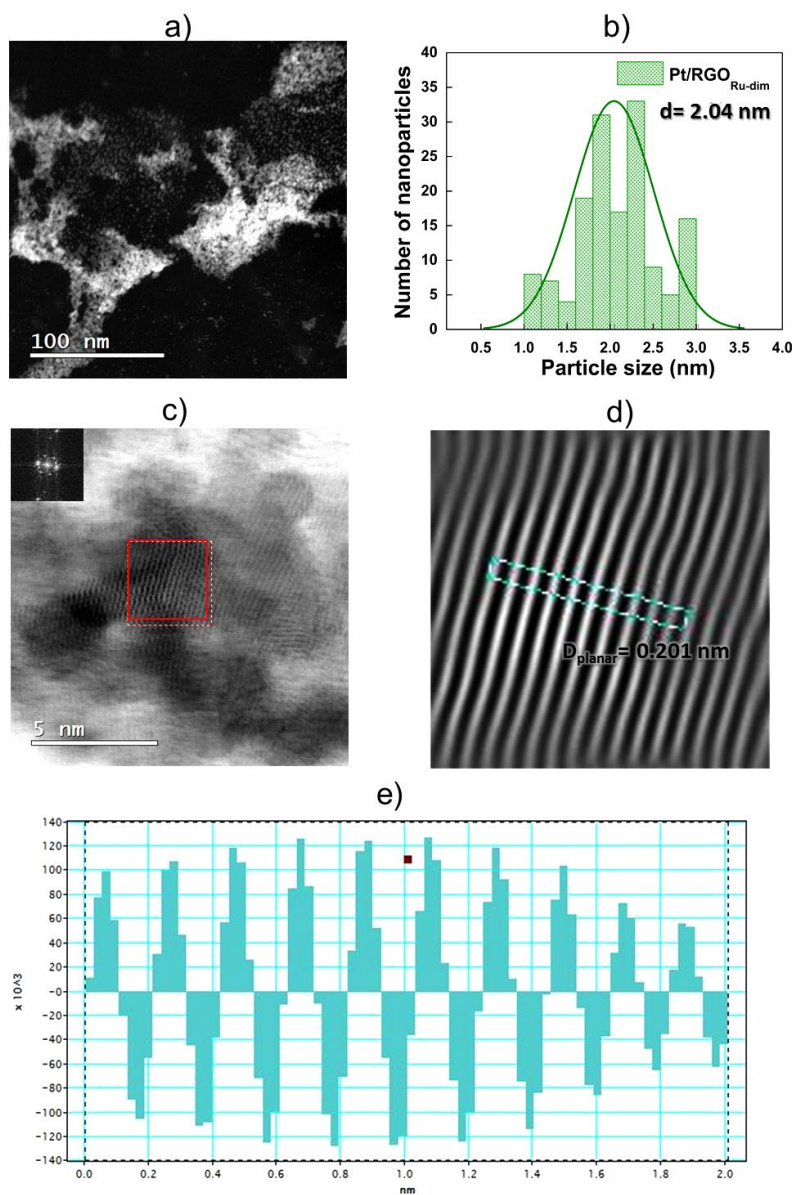 a)
100 nm
b)
Number of nanoparticles
40
35
30
25
20
15
10
5
0
Pt/RGO Ru-dim
d= 2.04 nm
0.5 1.0 1.5 2.0 2.5 3.0 3.5 4.0
Particle size (nm)
c)
5 nm
d)
Dplanar= 0.201 nm
e)
x 10^3
140
120
100
80
60
40
20
-0
-20
-40
-60
-80
-100
-120
-140
0.0 0.2 0.4 0.6 0.8 1.0 1.2 1.4 1.6 1.8 2.0
nm